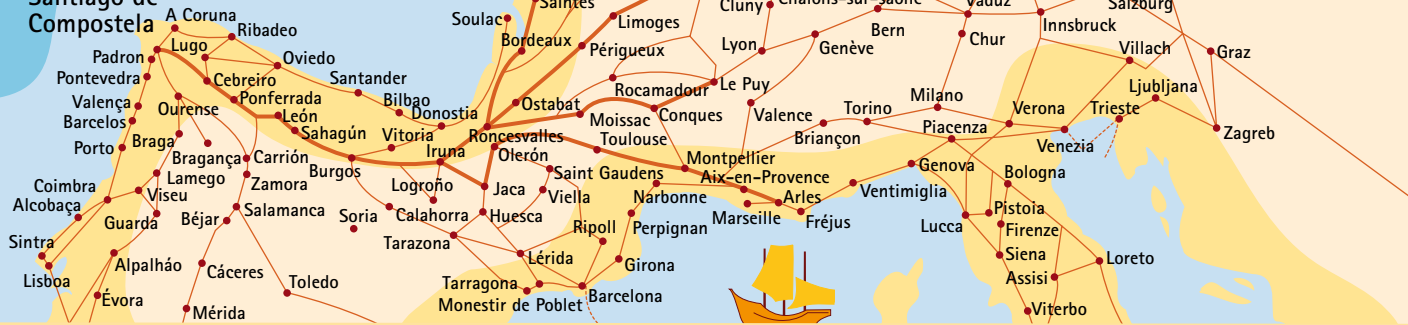 Santiago de
Compostela
A Coruna
Ribadeo
Lugo
Padron
Oviedo
Pontevedra
Cebreiro
Santander
Valença
Ourense
Ponferrada
Bilbao
Barcelos
León
Donostia
Braga
Sahagún
Vitoria
Porto
Bragança
Carrión
Burgos
Iruna
Roncesvalles
Lamego
Zamora
Logroño
Coimbra
Viseu
Jaca
Alcobaça
Guarda
Béjar
Salamanca
Soria
Calahorra
Huesca
Sintra
Tarazona
Lisboa
Alpalháo
Cáceres
Toledo
Lérida
Évora
Mérida
Tarragona
Monestir de Poblet
Barcelona
Soulac
Saintes
Limoges
Bordeaux
Périgueux
Ostabat
Rocamadour
Le Puy
Moissac
Conques
Toulouse
Olerón
Saint Gaudens
Viella
Narbonne
Ripoll
Perpignan
Girona
Montpellier
Aix-en-Provence
Arles
Marseille
Fréjus
Cluny
Chalons-sur-Saône
Lyon
Genève
Bern
Valence
Briançon
Torino
Milano
Vaduz
Chur
Innsbruck
Salzburg
Villach
Graz
Ljubljana
Verona
Trieste
Piacenza
Venezia
Zagreb
Genova
Ventimiglia
Bologna
Lucca
Pistoia
Firenze
Siena
Assisi
Loreto
Viterbo